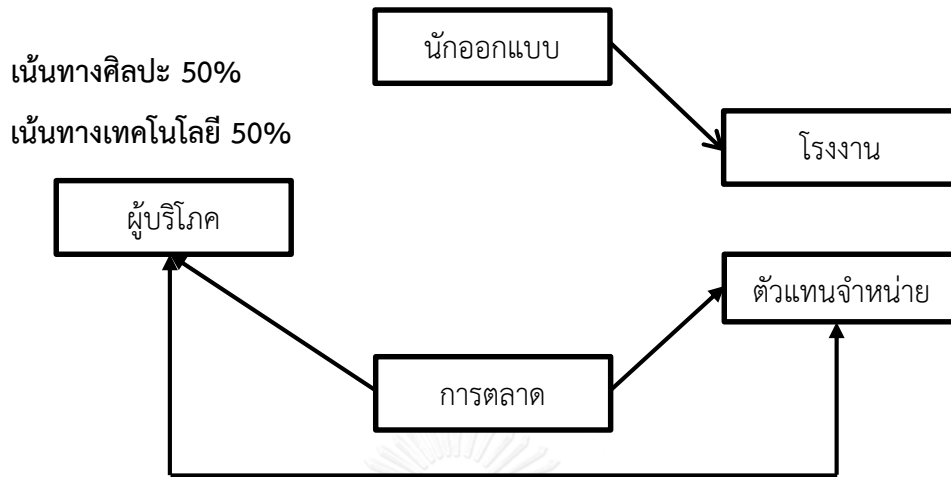 นักออกแบบ
เน้นทางศิลปะ 50%
เน้นทางเทคโนโลยี 50%
โรงงาน
ผู้บริโภค
ตัวแทนจำหน่าย
การตลาด